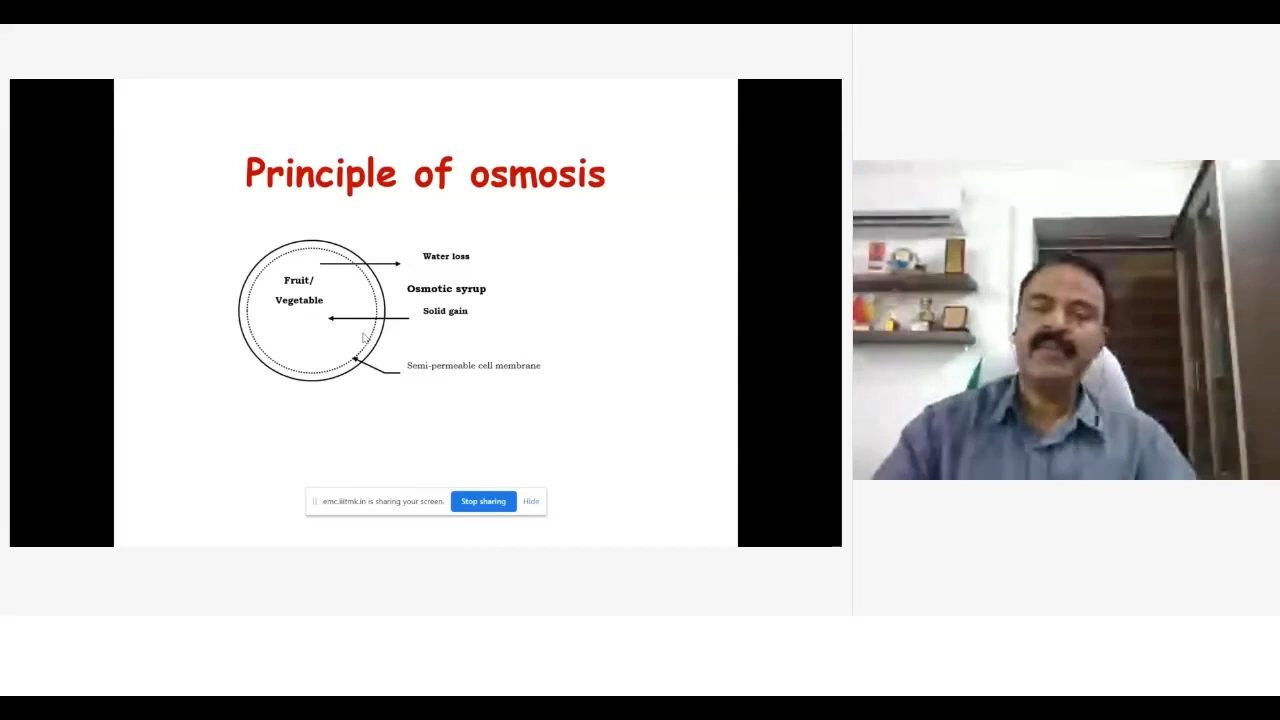 Principle of osmosis
Water loss
Fruit/
Vegetable
Osmotic syrup
Solid gain
Semi-permeable cell membrane
emc.iiitmk.in is sharing your screen.
Stop sharing
Hide